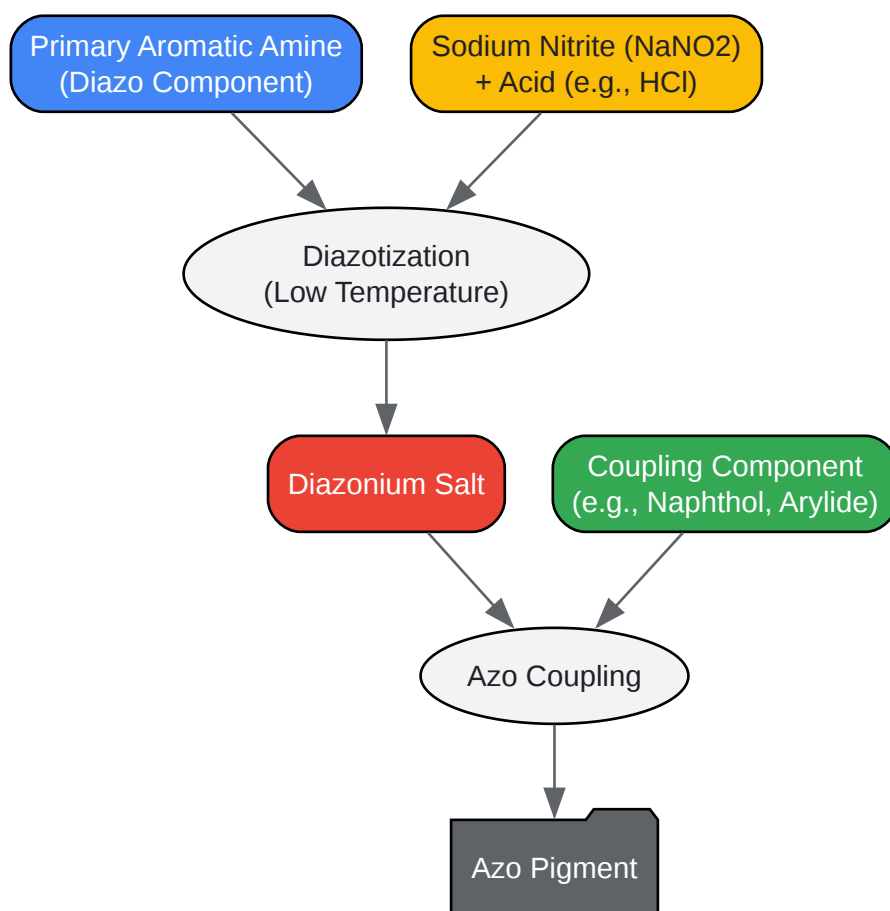 Primary Aromatic Amine
(Diazo Component)
Sodium Nitrite (NaNO2)
+ Acid (e.g., HCl)
Diazotization
(Low Temperature)
Diazonium Salt
Coupling Component
(e.g., Naphthol, Arylide)
Azo Coupling
Azo Pigment